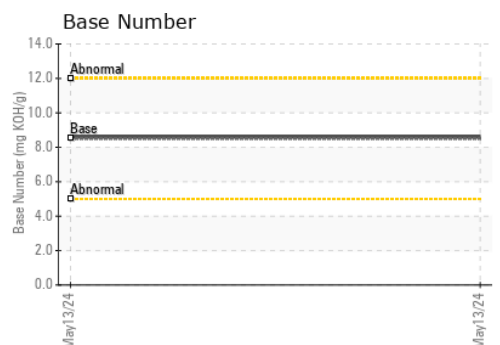 Base Number
14.0
12.0
10.0
8.0
6.0
4.0
2.0
0.0
Base Number (mg KOH/g)
Abnormal
Base
Abnormal
May13/24
May13/24